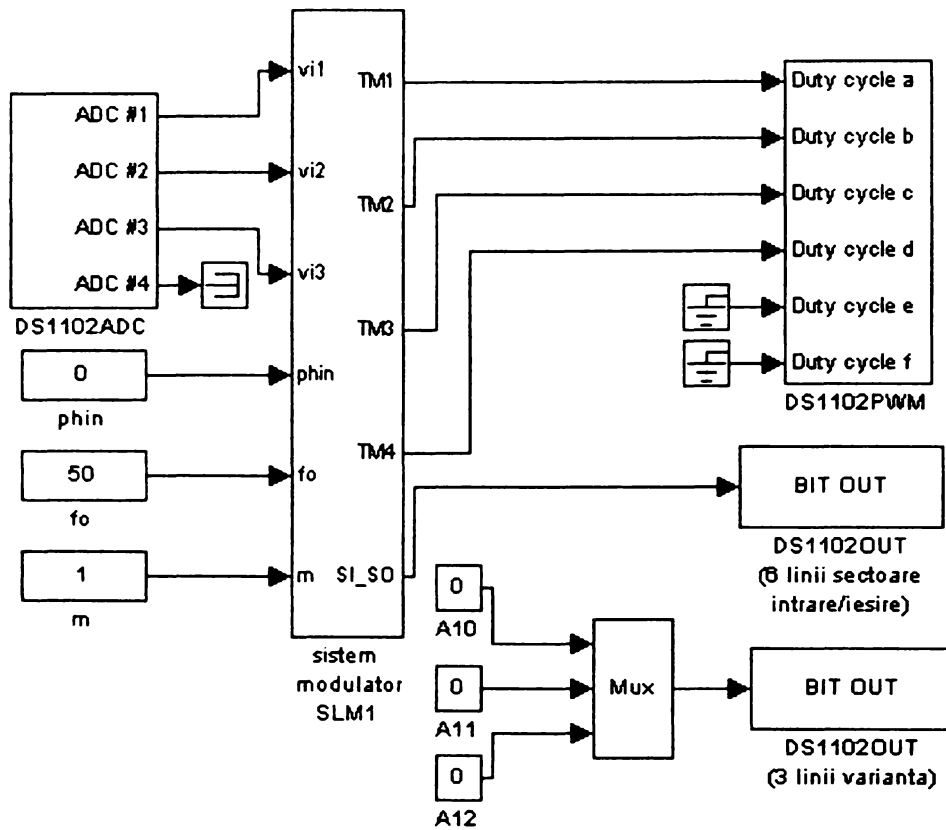 ADC #1
ADC #2
ADC #3
ADC #4
DS1102ADC
0
phin
50
fo
1
m
vi1
vi2
vi3
phin
fo
m
TM1
TM2
TM3
TM4
SI_SO
sistem
modulator
SLM1
Duty cycle a
Duty cycle b
Duty cycle c
Duty cycle d
Duty cycle e
Duty cycle f
DS1102PWM
BIT OUT
DS1102OUT
(6 linii sectoare
intrare/iesire)
0
A10
0
A11
0
A12
Mux
BIT OUT
DS1102OUT
(3 linii varianta)